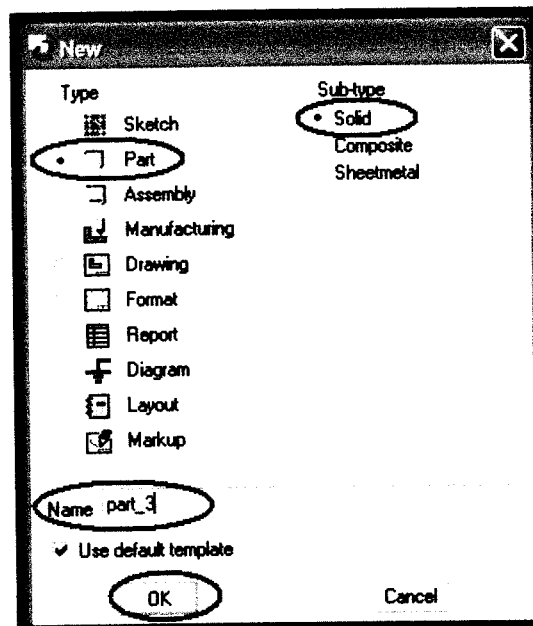 New
Type
Sketch
Part
Assembly
Manufacturing
Drawing
Format
Report
Diagram
Layout
Markup
Sub-type
Solid
Composite
Sheetmetal
Name part_3
Use default template
OK Cancel